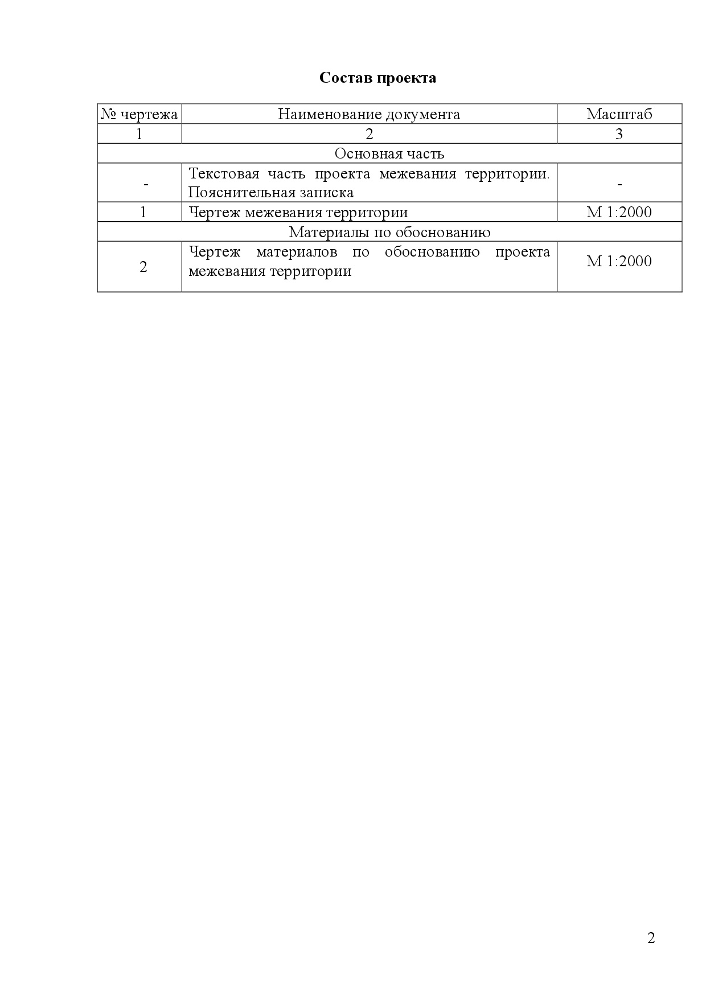 Состав проекта
№ чертежа Наименование документа Масштаб
1 2 3
Основная часть
- Текстовая часть проекта межевания территории. -
Пояснительная записка
1 Чертеж межевания территории М 1:2000
Материалы по обоснованию
2 Чертеж материалов по обоснованию проекта М 1:2000
межевания территории
2